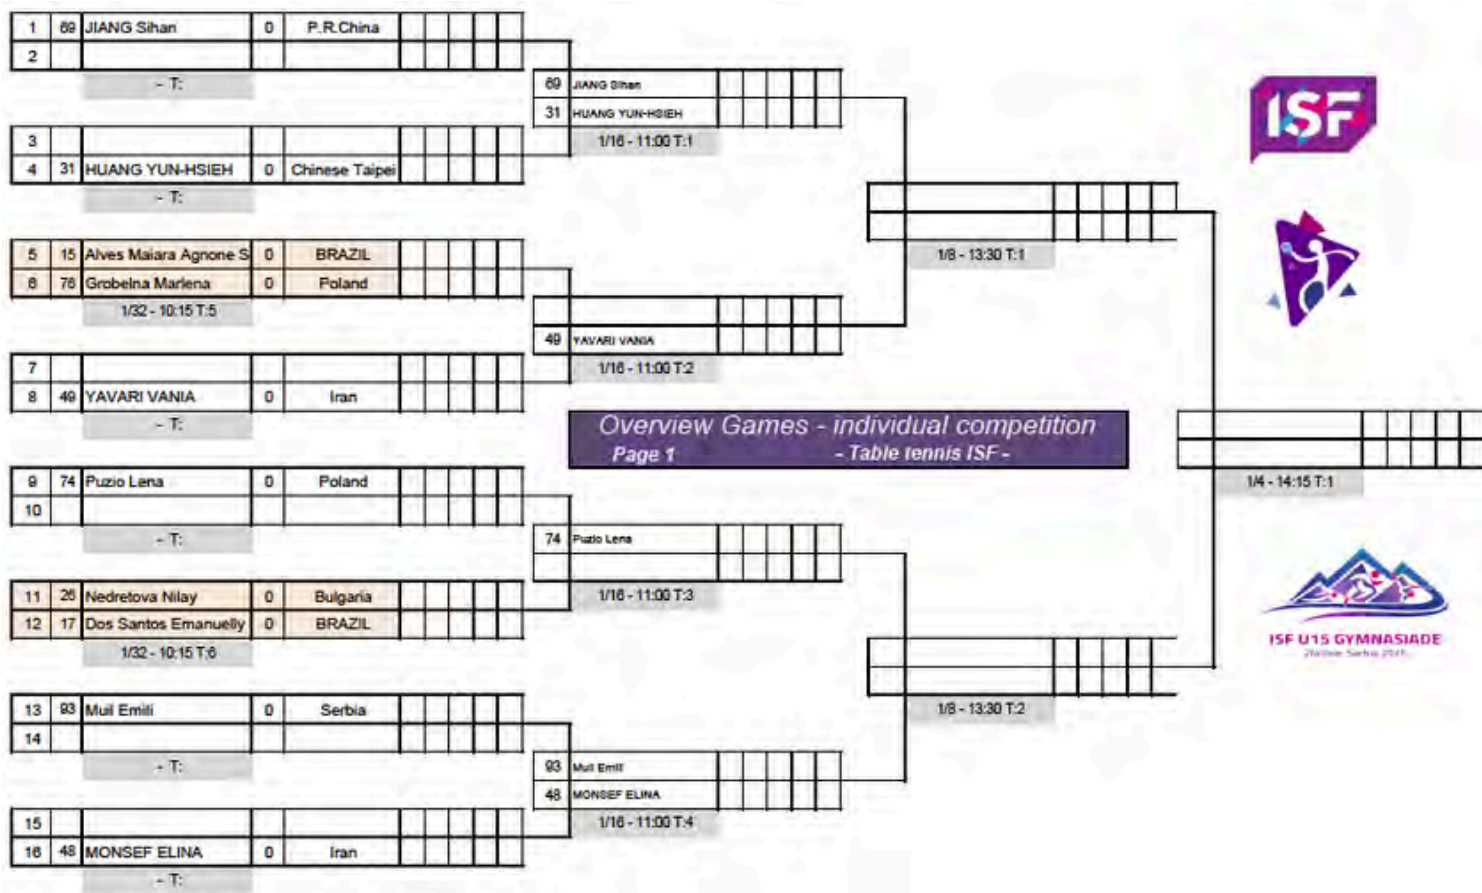 1 69 JIANG Sihan 0 P.R.China
2
- T:
3
4 31 HUANG YUN-HSIEH 0 Chinese Taipei
- T:
5 15 Alves Maiara Agnone S 0 BRAZIL
6 76 Grobelna Marlena 0 Poland
1/32 - 10:15 T:5
7
8 49 YAVARI VANIA 0 Iran
- T:
9 74 Puzio Lena 0 Poland
10
- T:
11 26 Nedretova Nilay 0 Bulgaria
12 17 Dos Santos Emanuelly 0 BRAZIL
1/32 - 10:15 T:6
13 93 Muil Emili 0 Serbia
14
- T:
15
16 48 MONSEF ELINA 0 Iran
- T:
69 JIANG Sihan
31 HUANG YUN-HSIEH
1/16 - 11:00 T:1
49 YAVARI VANIA
1/16 - 11:00 T:2
Overview Games - individual competition
Page 1 - Table tennis ISF -
74 Puzio Lena
1/16 - 11:00 T:3
93 Muil Emili
48 MONSEF ELINA
1/16 - 11:00 T:4
1/8 - 13:30 T:1
1/8 - 13:30 T:2
1/4 - 14:15 T:1
ISF
ISF U15 GYMNASIADE
Serbia